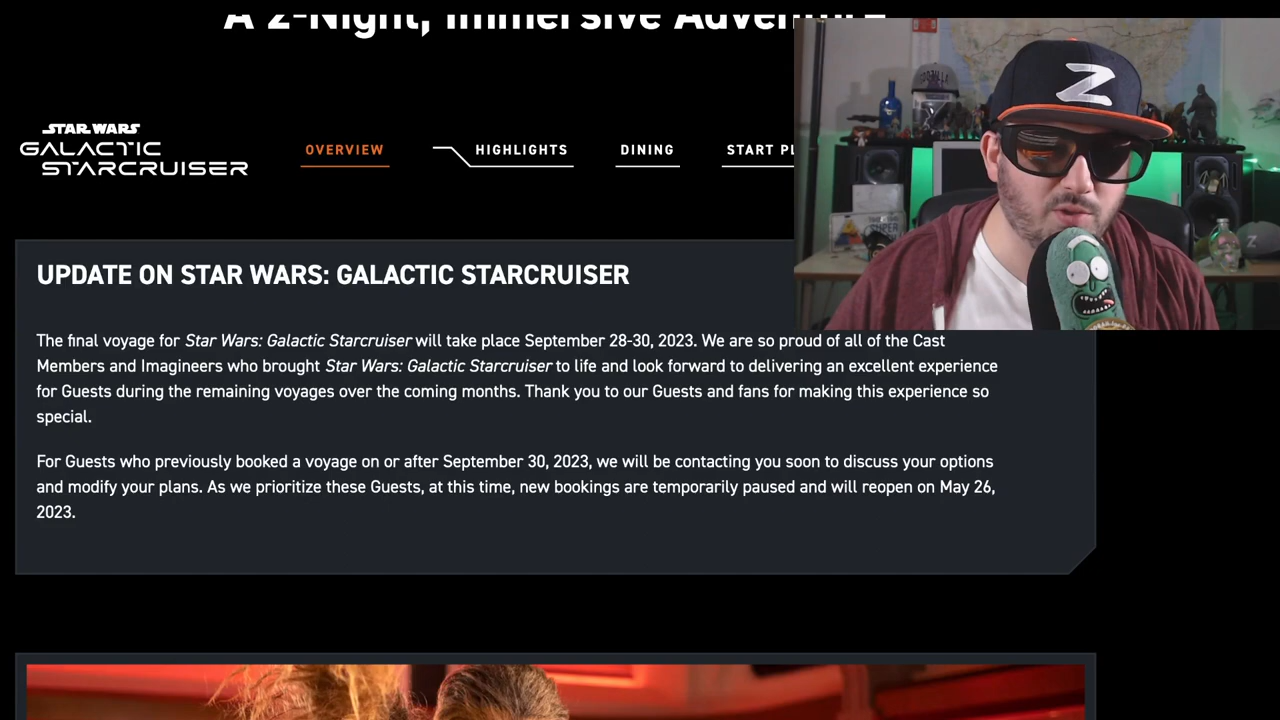 A 2-Night, Immersive Adventure
STAR WARS
GALACTIC
STARCRUISER
OVERVIEW
HIGHLIGHTS
DINING
START PL
UPDATE ON STAR WARS: GALACTIC STARCRUISER
The final voyage for Star Wars: Galactic Starcruiser will take place September 28-30, 2023. We are so proud of all of the Cast
Members and Imagineers who brought Star Wars: Galactic Starcruiser to life and look forward to delivering an excellent experience
for Guests during the remaining voyages over the coming months. Thank you to our Guests and fans for making this experience so
special.
For Guests who previously booked a voyage on or after September 30, 2023, we will be contacting you soon to discuss your options
and modify your plans. As we prioritize these Guests, at this time, new bookings are temporarily paused and will reopen on May 26,
2023.
Z